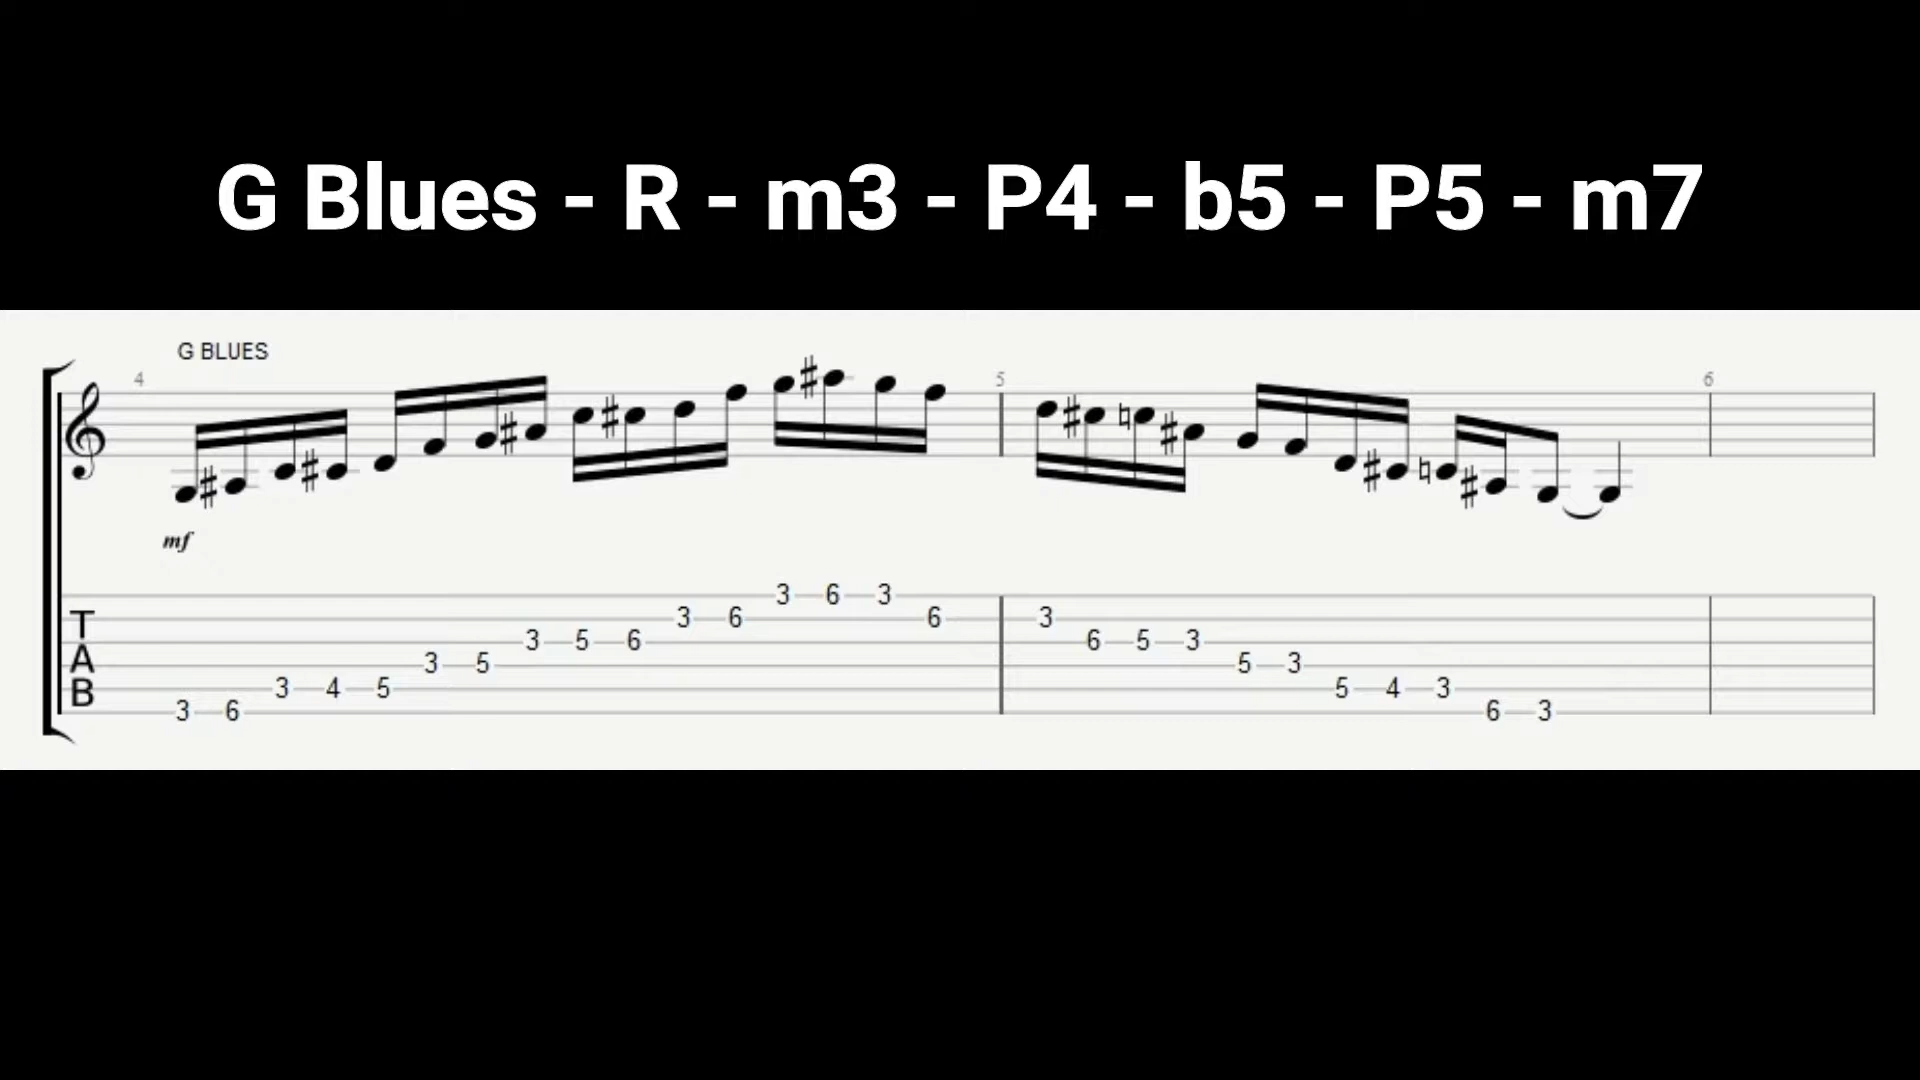 G Blues - R - m3 - P4 - b5 - P5 - m7
G BLUES
4 5 6
mf
3 6 3
3 6 6 3
3 5 6 6 5 3
T
3 5 5 3
A
3 4 5 5 4 3
B
3 6 6 3